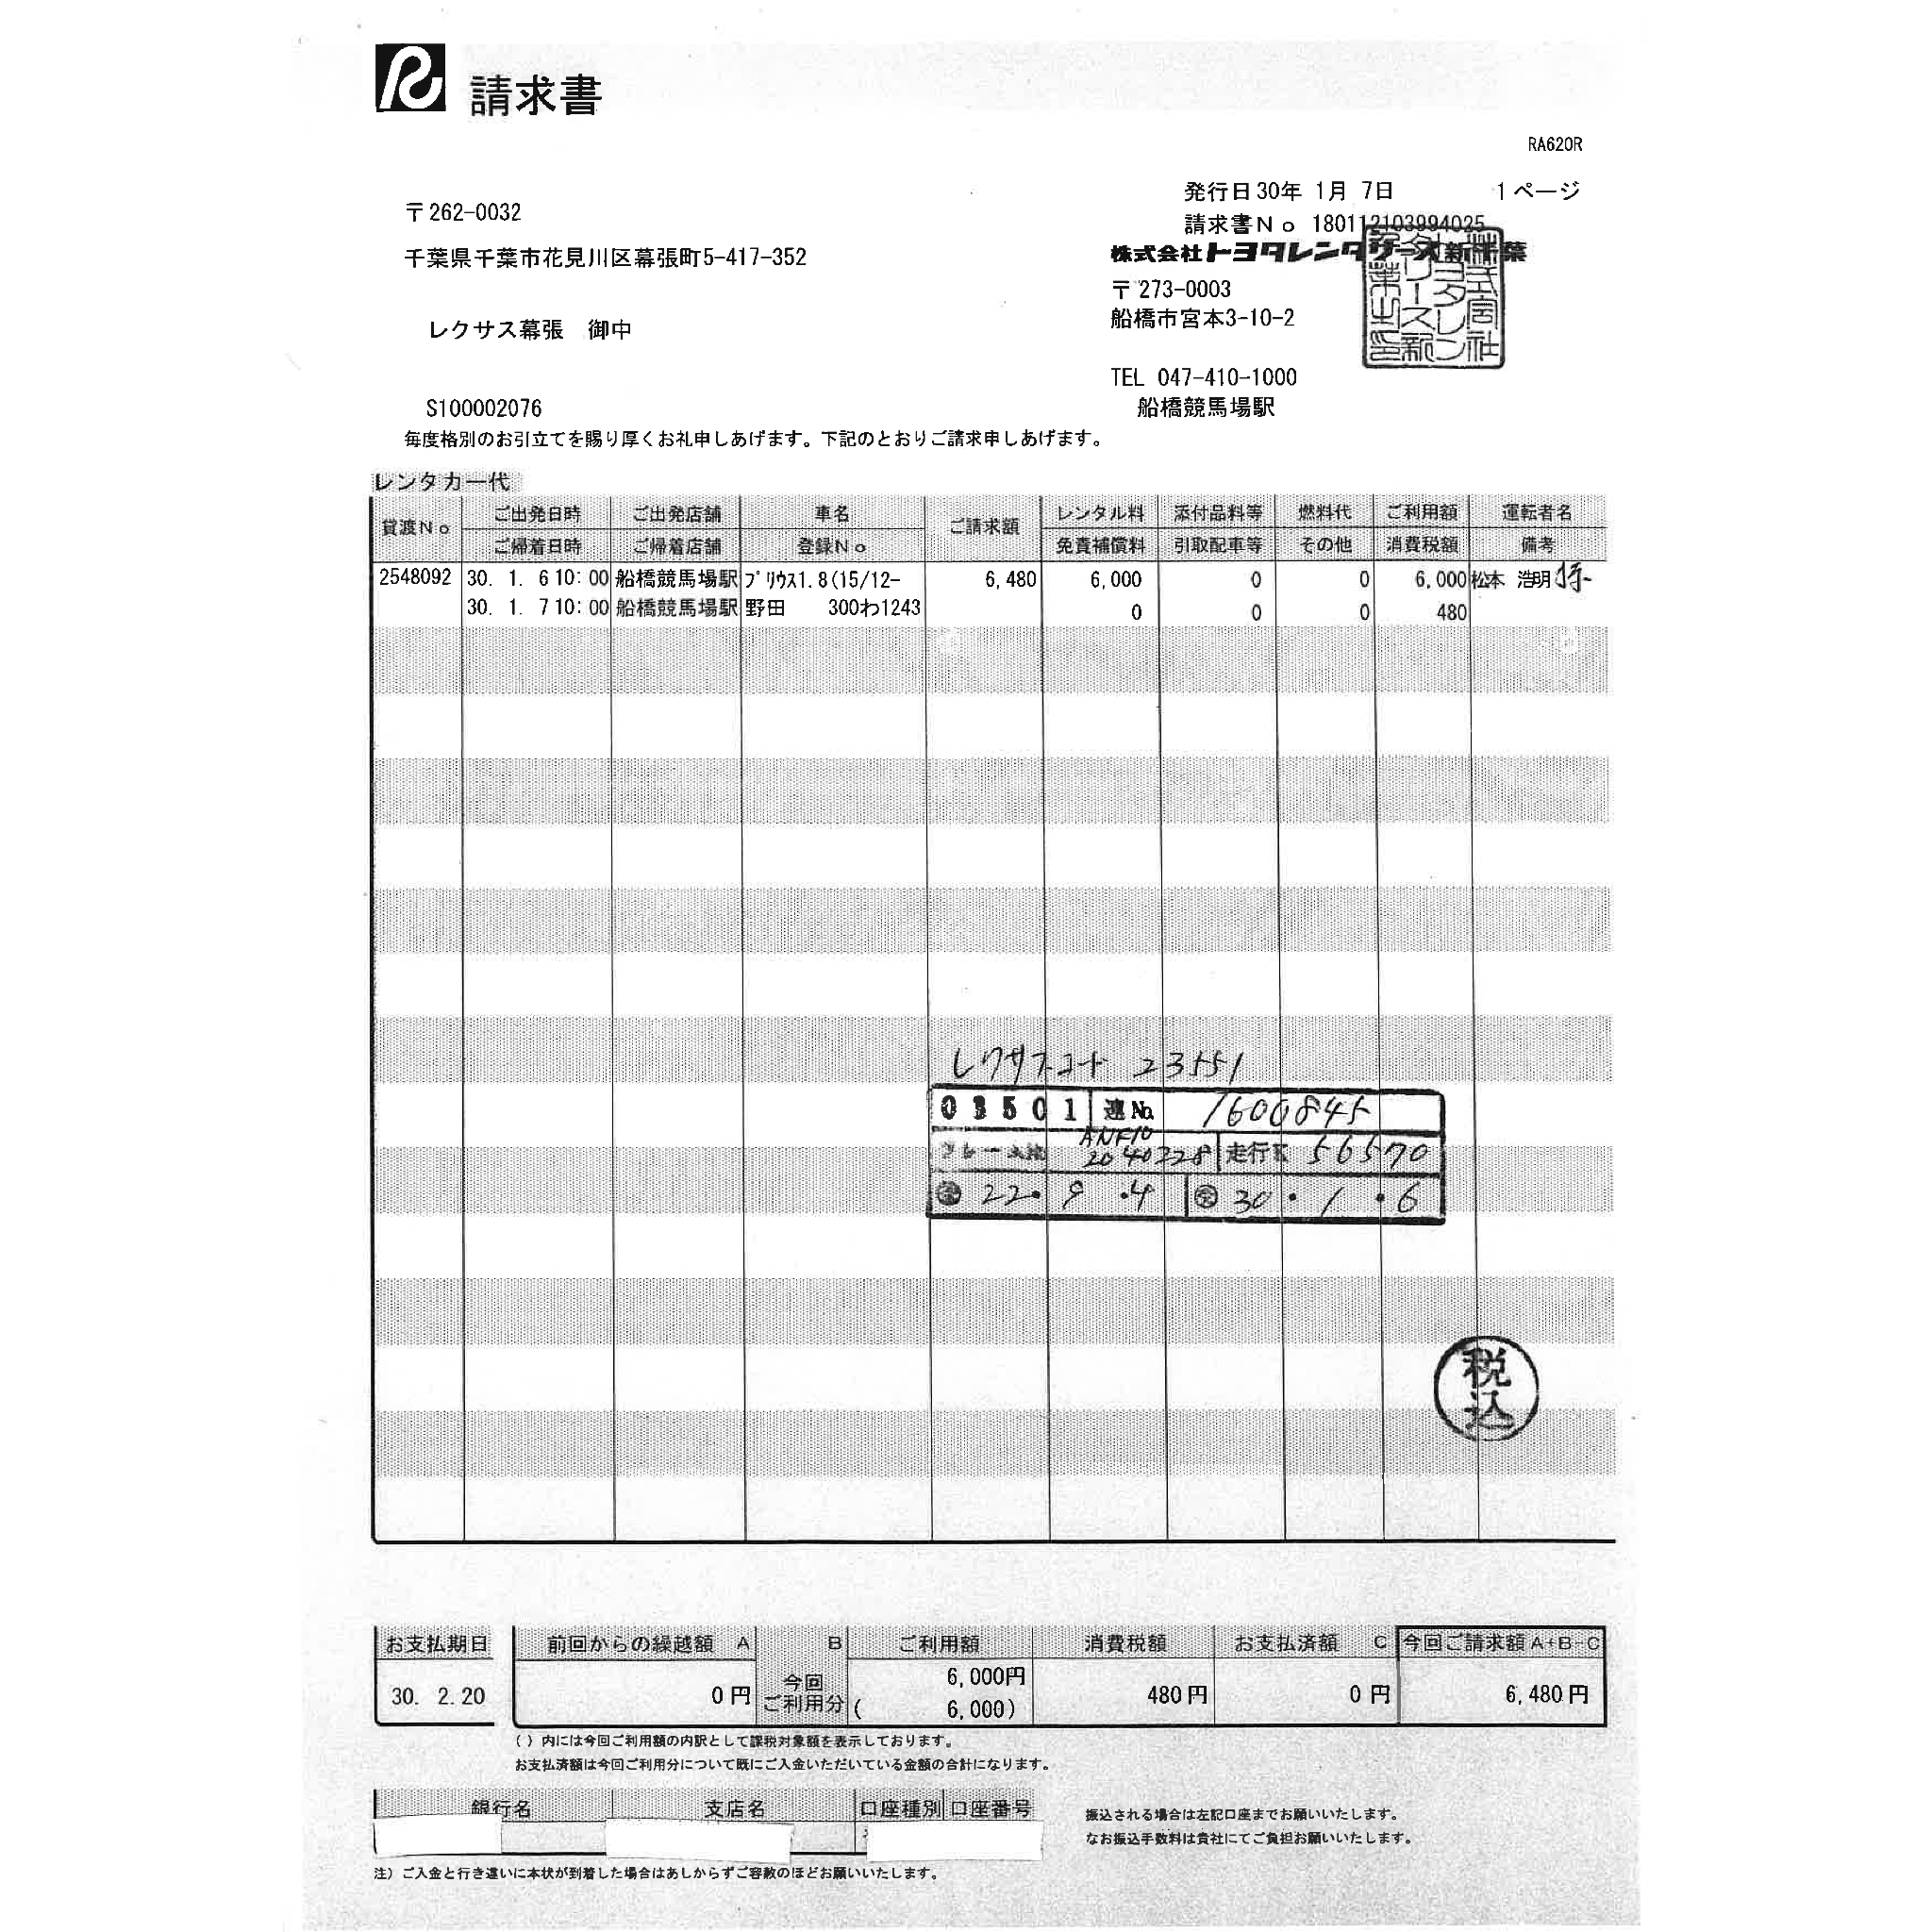 請求書
RA620R
発行日30年 1月 7日 1ページ
請求書No 180112103994025
〒262-0032
千葉県千葉市花見川区幕張町5-417-352
レクサス幕張 御中
S100002076
株式会社トヨタレンタリース新千葉
〒273-0003
船橋市宮本3-10-2
TEL 047-410-1000
船橋競馬場駅
毎度格別のお引立てを賜り厚くお礼申しあげます。下記のとおりご請求申しあげます。
レンタカー代
貸渡No ご出発日時 ご出発店舗 車名 ご請求額 レンタル料 添付品料等 燃料代 ご利用額 運転者名
ご帰着日時 ご帰着店舗 登録No 免責補償料 引取配車等 その他 消費税額 備考
2548092 30. 1. 6 10:00 船橋競馬場駅 プリウス1.8(15/12- 6,480 6,000 0 0 6,000 松本 浩明 様
30. 1. 7 10:00 船橋競馬場駅 野田 300わ1243 0 0 0 480
レクサスコード 23551
03501 連No. 1600845
ANF10
フレームNo 2040228 走行K 56570
22・9・4 30・1・6
税込
お支払期日 前回からの繰越額 A B ご利用額 消費税額 お支払済額 C 今回ご請求額 A+B-C
30. 2.20 0円 今回ご利用分 6,000円 480円 0円 6,480円
( 6,000)
( ) 内には今回ご利用額の内訳として課税対象額を表示しております。
お支払済額は今回ご利用分について既にご入金いただいている金額の合計になります。
銀行名 支店名 口座種別 口座番号
振込される場合は左記口座までお願いいたします。
なお振込手数料は貴社にてご負担お願いいたします。
注) ご入金と行き違いに本状が到着した場合はあしからずご容赦のほどお願いいたします。